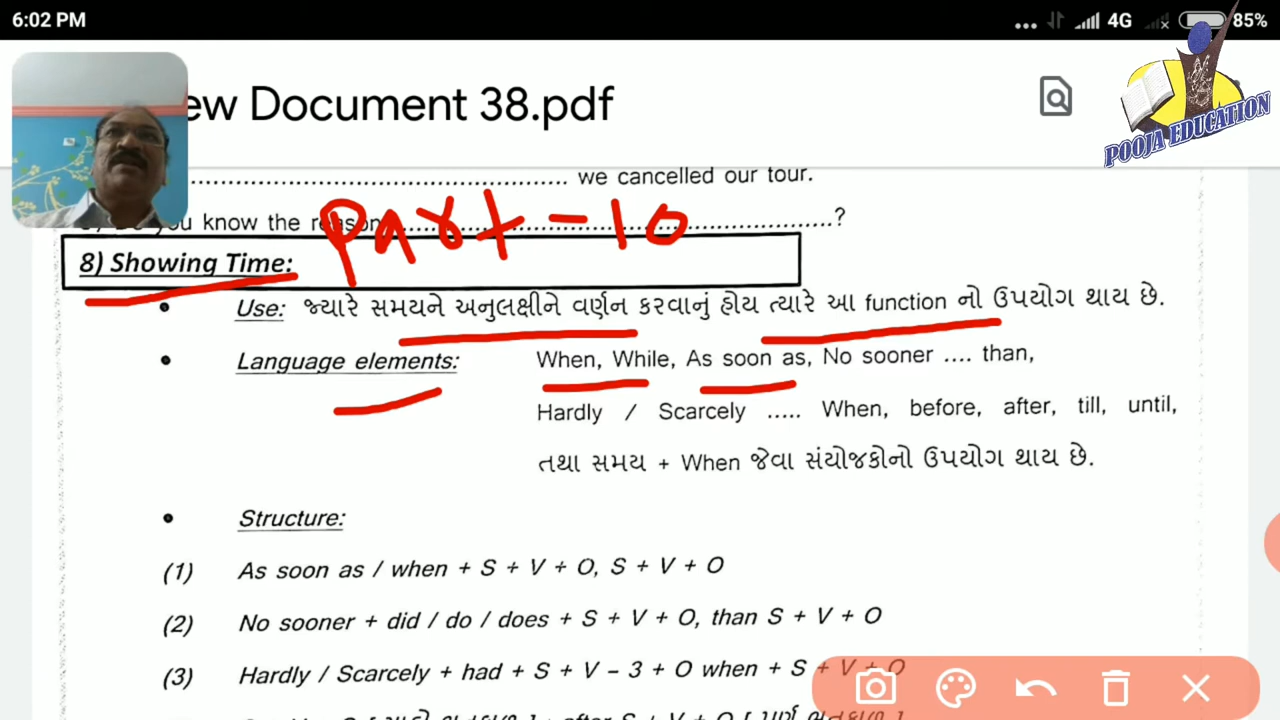 6:02 PM
4G
85%
ew Document 38.pdf
POOJA EDUCATION
.................................................... we cancelled our tour.
you know the reason ..............................................?
Part - 10
8) Showing Time:
• Use: જ્યારે સમયને અનુલક્ષીને વર્ણન કરવાનું હોય ત્યારે આ function નો ઉપયોગ થાય છે.
• Language elements: When, While, As soon as, No sooner .... than,
Hardly / Scarcely ..... When, before, after, till, until,
તથા સમય + When જેવા સંયોજકોનો ઉપયોગ થાય છે.
• Structure:
(1) As soon as / when + S + V + O, S + V + O
(2) No sooner + did / do / does + S + V + O, than S + V + O
(3) Hardly / Scarcely + had + S + V – 3 + O when + S + V + O